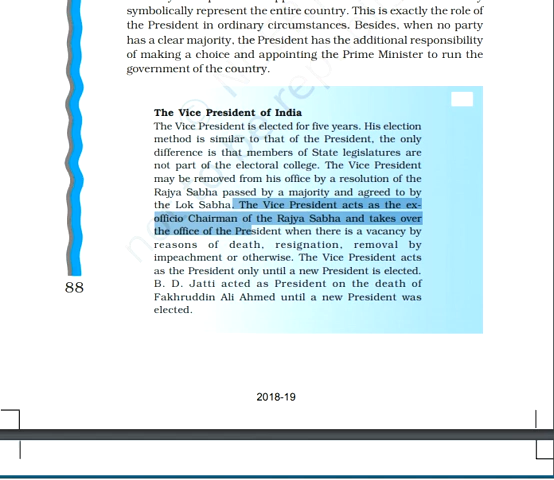 symbolically represent the entire country. This is exactly the role of
the President in ordinary circumstances. Besides, when no party
has a clear majority, the President has the additional responsibility
of making a choice and appointing the Prime Minister to run the
government of the country.
The Vice President of India
The Vice President is elected for five years. His election
method is similar to that of the President, the only
difference is that members of State legislatures are
not part of the electoral college. The Vice President
may be removed from his office by a resolution of the
Rajya Sabha passed by a majority and agreed to by
the Lok Sabha. The Vice President acts as the ex-
officio Chairman of the Rajya Sabha and takes over
the office of the President when there is a vacancy by
reasons of death, resignation, removal by
impeachment or otherwise. The Vice President acts
as the President only until a new President is elected.
B. D. Jatti acted as President on the death of
Fakhruddin Ali Ahmed until a new President was
elected.
88
2018-19